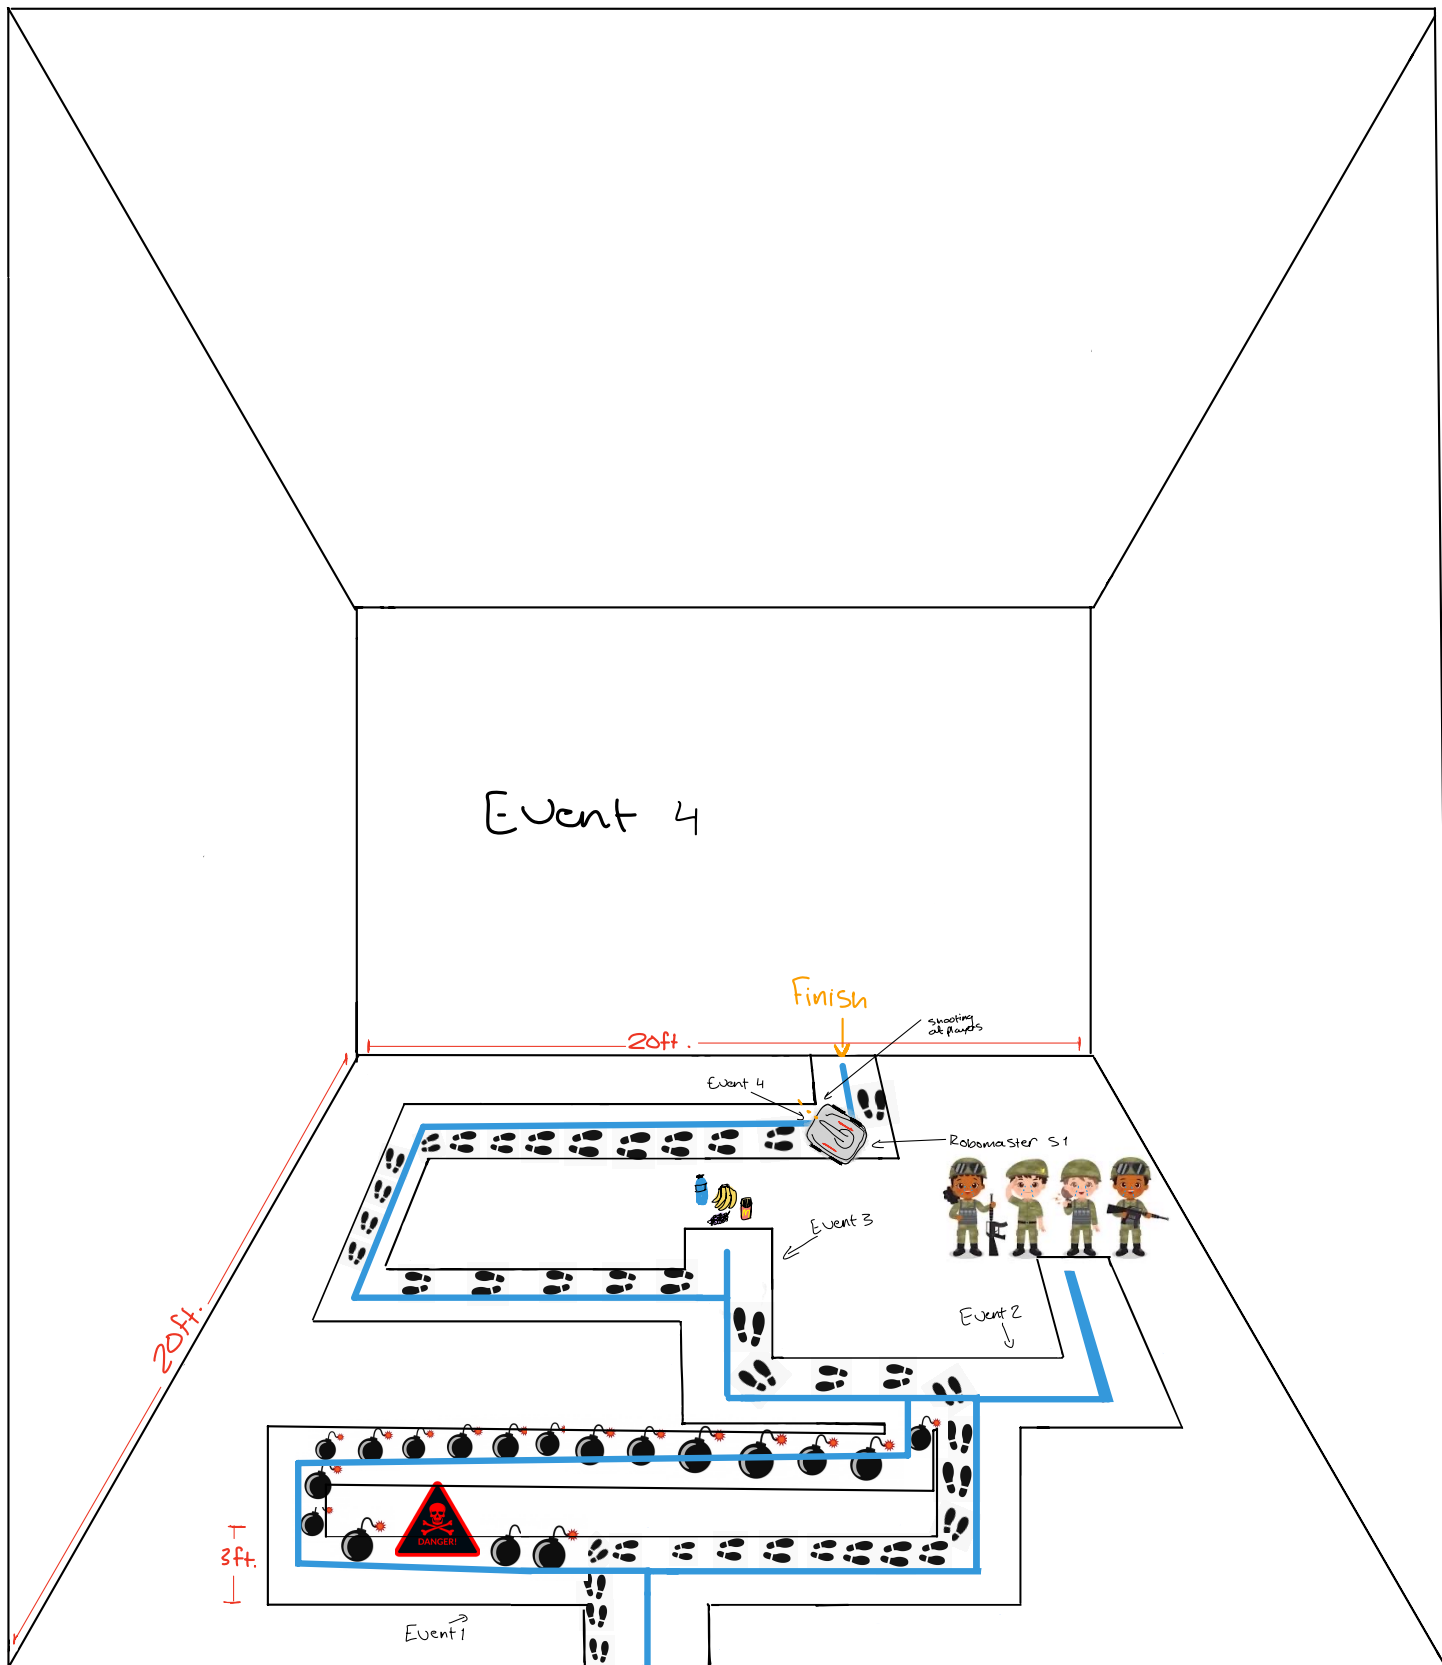 Event 4
Finish
20ft.
shooting
at players
Event 4
Robomaster S1
Event 3
Event 2
20ft.
DANGER!
3ft.
Event 1